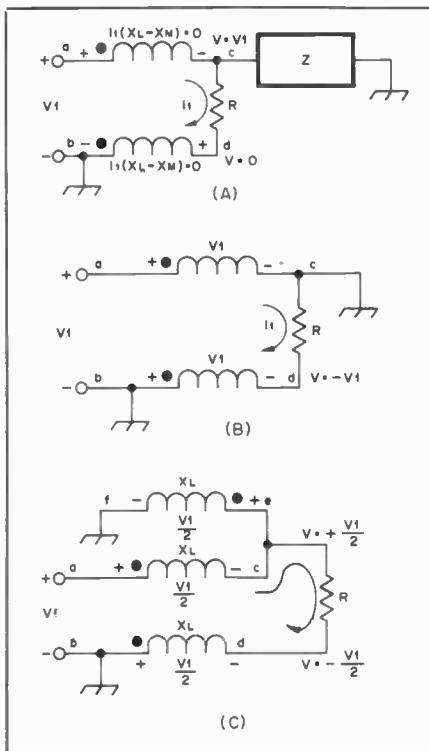 I1(XL-XM)=0
a + - c V=V1
+ Z
V1 I1 R
b - + d
- I1(XL-XM)=0 V=0
(A)
V1
a + - c
+
V1 I1 R
b + - d V=-V1
- V1
(B)
XL
f - + e
V1/2 V=+V1/2
XL
a + - c
+ V1/2 R
V1
XL
b d
- + V1/2 - V=-V1/2
(C)